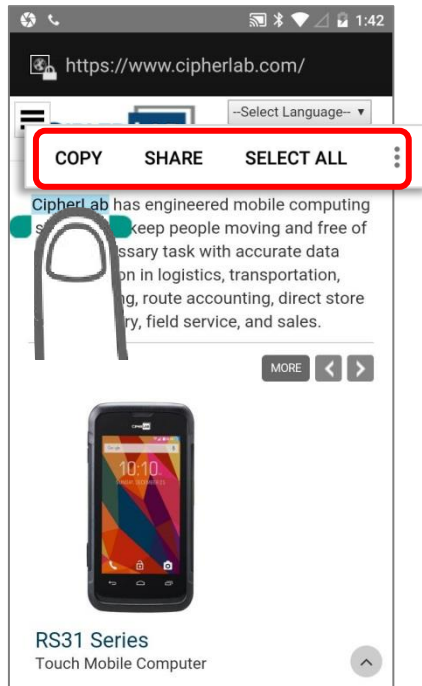 1:42
https://www.cipherlab.com/
--Select Language--
COPY SHARE SELECT ALL
CipherLab has engineered mobile computing
keep people moving and free of
ssary task with accurate data
on in logistics, transportation,
ng, route accounting, direct store
ry, field service, and sales.
MORE
10:10
RS31 Series
Touch Mobile Computer